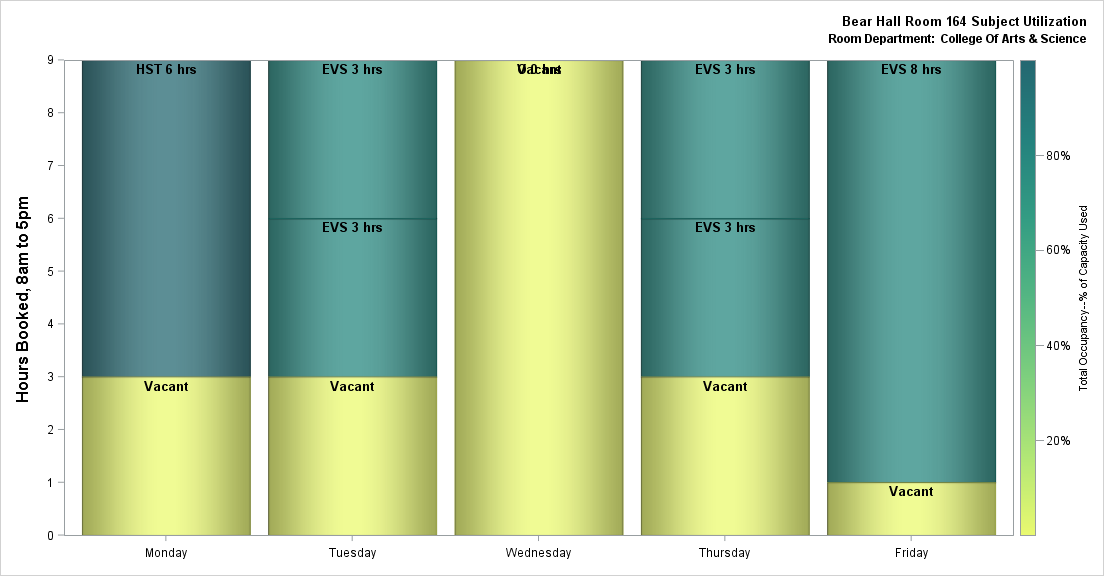 Bear Hall Room 164 Subject Utilization
Room Department: College Of Arts & Science
Hours Booked, 8am to 5pm
9
8
7
6
5
4
3
2
1
0
HST 6 hrs
Vacant
EVS 3 hrs
EVS 3 hrs
Vacant
Vacant
EVS 3 hrs
EVS 3 hrs
Vacant
EVS 8 hrs
Vacant
Monday
Tuesday
Wednesday
Thursday
Friday
80%
60%
40%
20%
Total Occupancy--% of Capacity Used